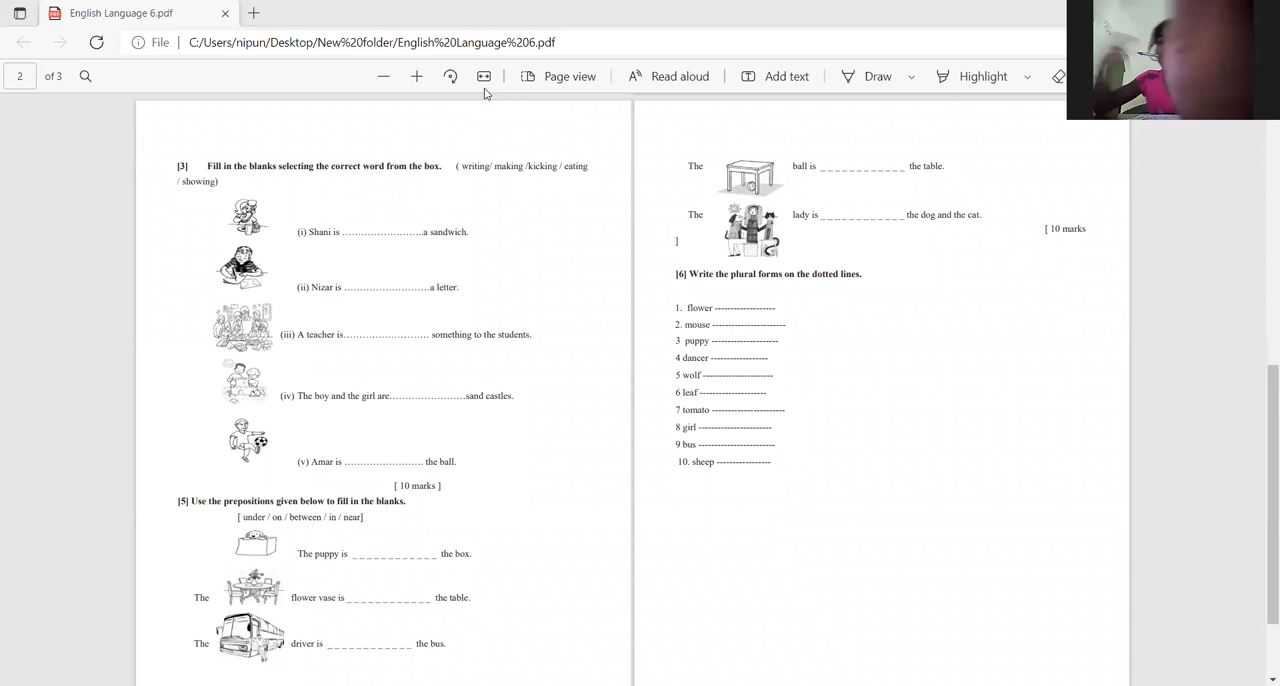 English Language 6.pdf
File
C:/Users/nipun/Desktop/New%20folder/English%20Language%206.pdf
2 of 3
Page view
Read aloud
Add text
Draw
Highlight
[3] Fill in the blanks selecting the correct word from the box. ( writing/ making /kicking / eating
/ showing)
(i) Shani is ……………………..a sandwich.
(ii) Nizar is ………………………a letter.
(iii) A teacher is……………………… something to the students.
(iv) The boy and the girl are……………………sand castles.
(v) Amar is ……………………. the ball.
[ 10 marks ]
[5] Use the prepositions given below to fill in the blanks.
[ under / on / between / in / near]
The puppy is _ _ _ _ _ _ _ _ _ _ _ _ the box.
The flower vase is _ _ _ _ _ _ _ _ _ _ _ _ the table.
The driver is _ _ _ _ _ _ _ _ _ _ _ _ the bus.
The ball is _ _ _ _ _ _ _ _ _ _ _ _ the table.
The lady is _ _ _ _ _ _ _ _ _ _ _ _ the dog and the cat.
[ 10 marks
]
[6] Write the plural forms on the dotted lines.
1. flower -------------------
2. mouse -----------------------
3 puppy ---------------------
4 dancer ------------------
5 wolf ----------------------
6 leaf ---------------------
7 tomato -----------------------
8 girl -----------------------
9 bus ------------------------
10. sheep -----------------